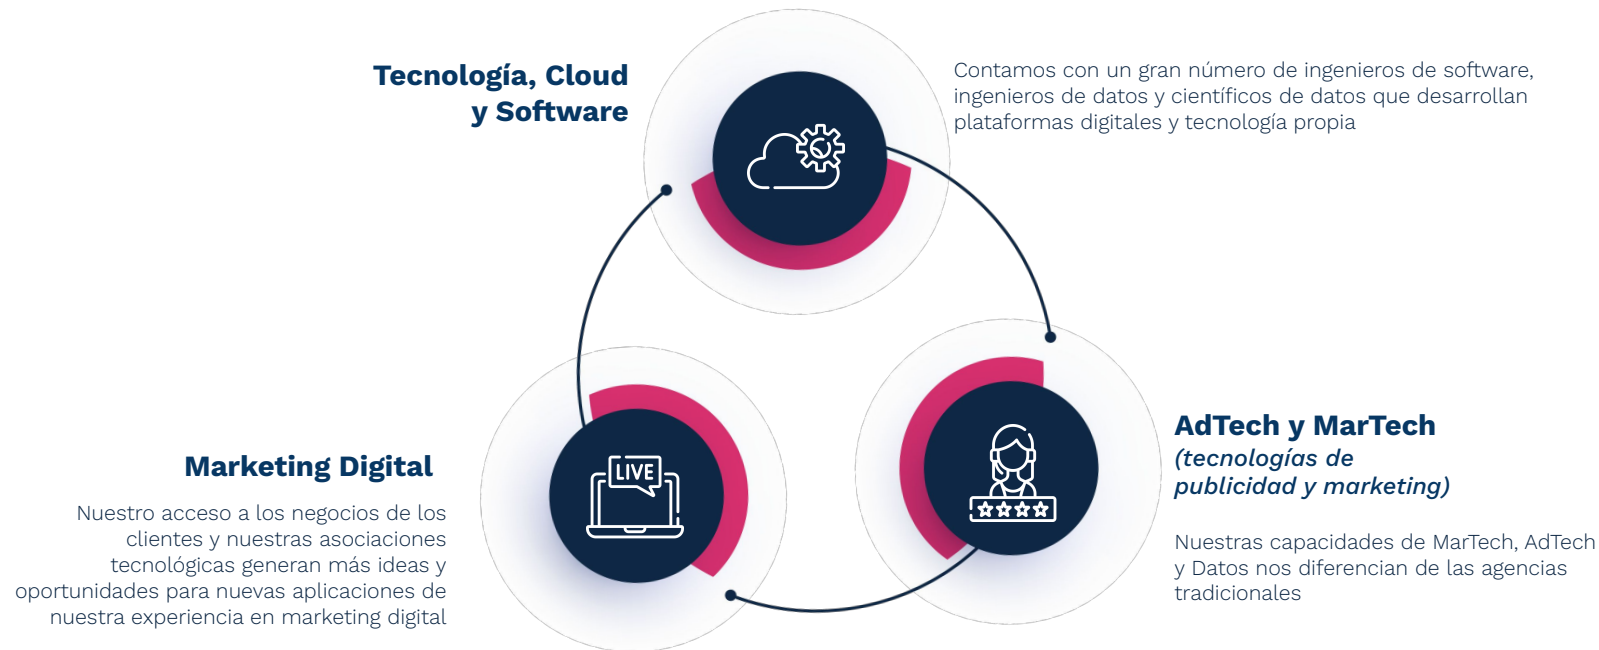 Tecnología, Cloud
y Software
Contamos con un gran número de ingenieros de software,
ingenieros de datos y científicos de datos que desarrollan
plataformas digitales y tecnología propia
AdTech y MarTech
(tecnologías de
publicidad y marketing)
Nuestras capacidades de MarTech, AdTech
y Datos nos diferencian de las agencias
tradicionales
Marketing Digital
Nuestro acceso a los negocios de los
clientes y nuestras asociaciones
tecnológicas generan más ideas y
oportunidades para nuevas aplicaciones de
nuestra experiencia en marketing digital
LIVE